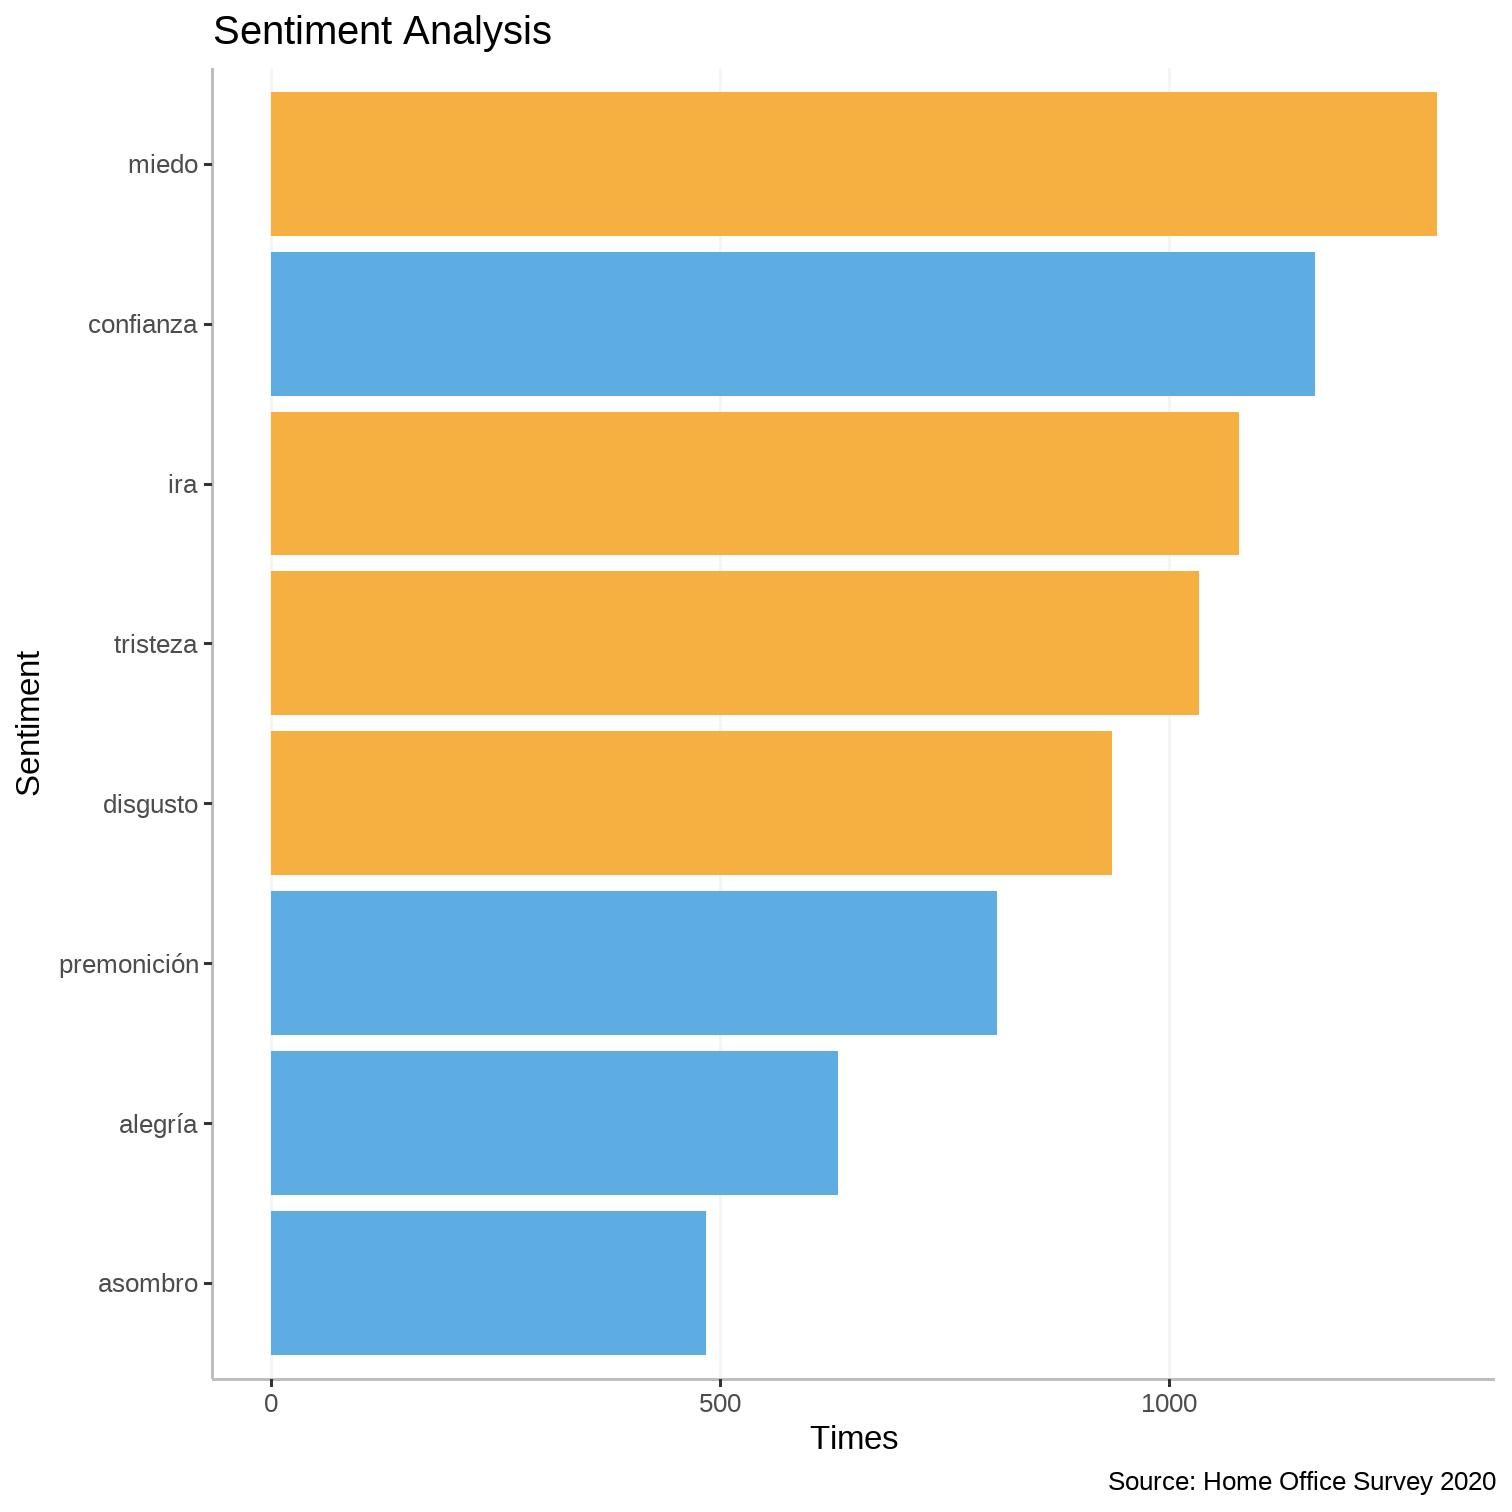 Sentiment Analysis
miedo
confianza
ira
tristeza
disgusto
premonición
alegría
asombro
Sentiment
0 500 1000
Times
Source: Home Office Survey 2020